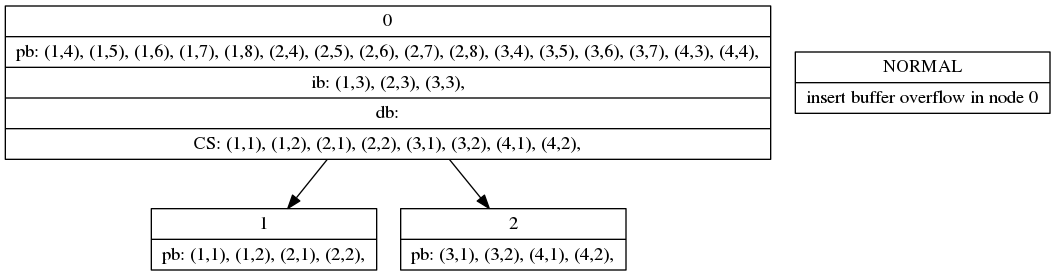 0
pb: (1,4), (1,5), (1,6), (1,7), (1,8), (2,4), (2,5), (2,6), (2,7), (2,8), (3,4), (3,5), (3,6), (3,7), (4,3), (4,4),
ib: (1,3), (2,3), (3,3),
db:
CS: (1,1), (1,2), (2,1), (2,2), (3,1), (3,2), (4,1), (4,2),
NORMAL
insert buffer overflow in node 0
1
pb: (1,1), (1,2), (2,1), (2,2),
2
pb: (3,1), (3,2), (4,1), (4,2),